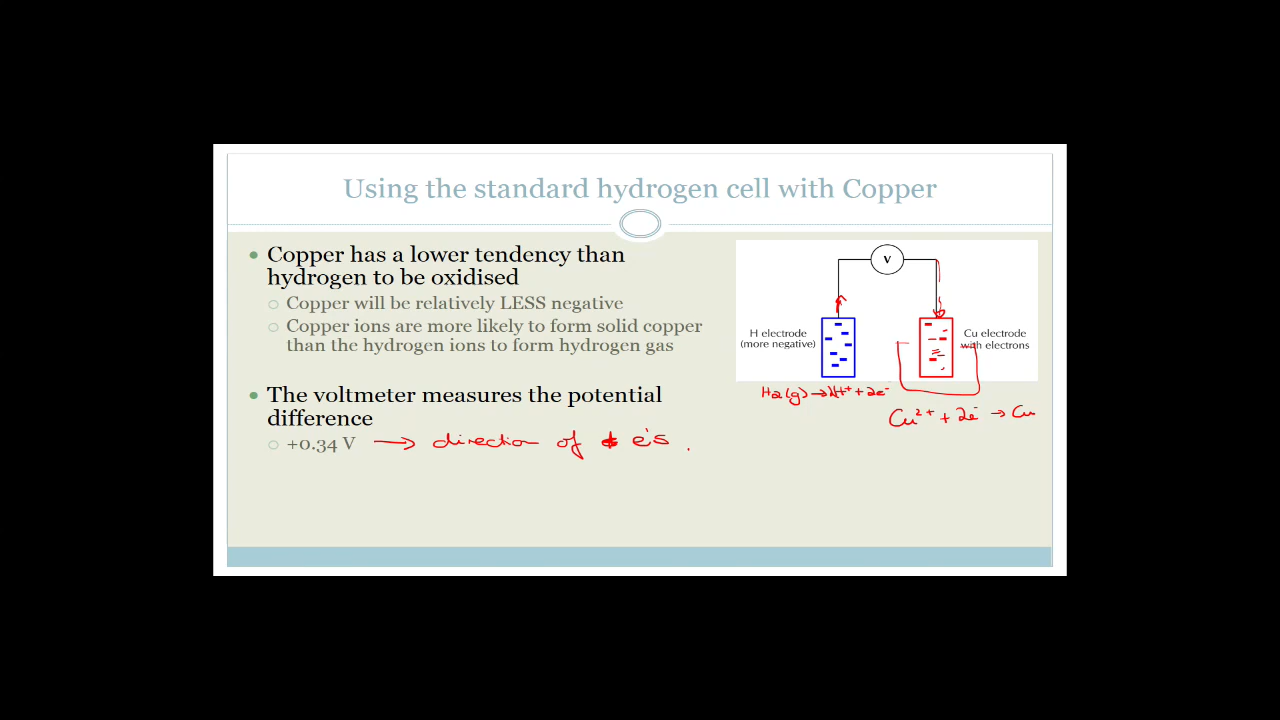 Using the standard hydrogen cell with Copper
Copper has a lower tendency than
hydrogen to be oxidised
Copper will be relatively LESS negative
Copper ions are more likely to form solid copper
than the hydrogen ions to form hydrogen gas
The voltmeter measures the potential
difference
+0.34 V → direction of e's
V
H electrode
(more negative)
Cu electrode
with electrons
H2(g) → 2H+ + 2e-
Cu2+ + 2e- → Cu